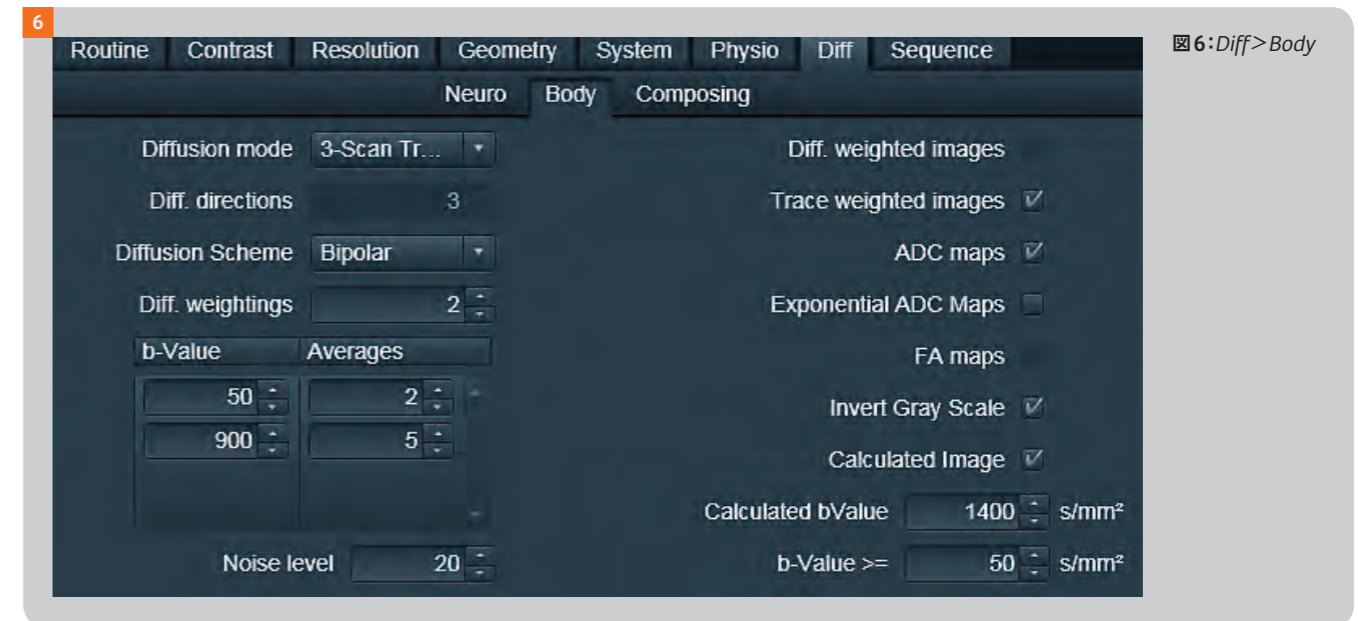 6
図6:Diff>Body
Routine Contrast Resolution Geometry System Physio Diff Sequence
Neuro Body Composing
Diffusion mode 3-Scan Tr...
Diff. directions 3
Diffusion Scheme Bipolar
Diff. weightings 2
b-Value Averages
50 2
900 5
Noise level 20
Diff. weighted images
Trace weighted images
ADC maps
Exponential ADC Maps
FA maps
Invert Gray Scale
Calculated Image
Calculated bValue 1400 s/mm²
b-Value >= 50 s/mm²